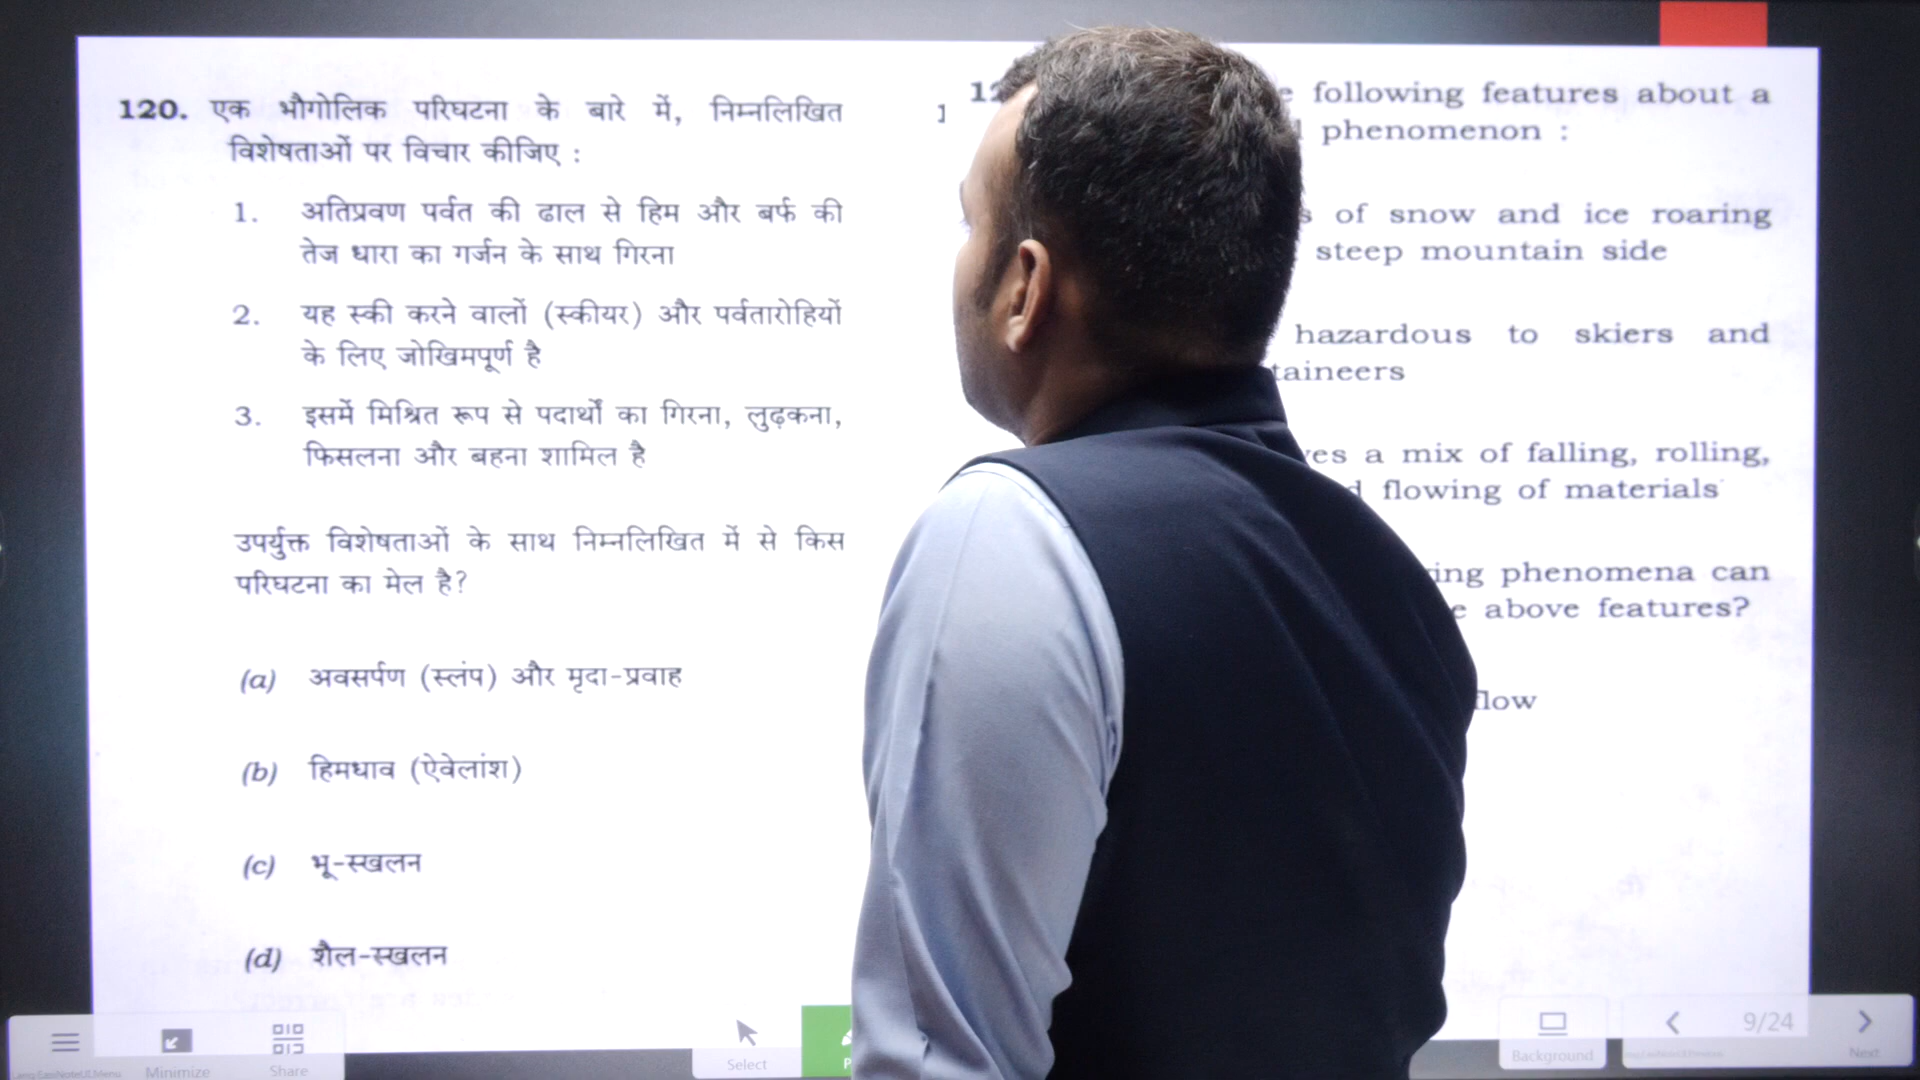 120. एक भौगोलिक परिघटना के बारे में, निम्नलिखित
विशेषताओं पर विचार कीजिए :
1. अतिप्रवण पर्वत की ढाल से हिम और बर्फ की
तेज धारा का गर्जन के साथ गिरना
2. यह स्की करने वालों (स्कीयर) और पर्वतारोहियों
के लिए जोखिमपूर्ण है
3. इसमें मिश्रित रूप से पदार्थों का गिरना, लुढ़कना,
फिसलना और बहना शामिल है
उपर्युक्त विशेषताओं के साथ निम्नलिखित में से किस
परिघटना का मेल है?
(a) अवसर्पण (स्लंप) और मृदा-प्रवाह
(b) हिमधाव (ऐवेलांश)
(c) भू-स्खलन
(d) शैल-स्खलन
following features about a
phenomenon :
of snow and ice roaring
steep mountain side
hazardous to skiers and
a mix of falling, rolling,
flowing of materials
phenomena can
above features?
Minimize
Share
Select
Background
9/24
Next